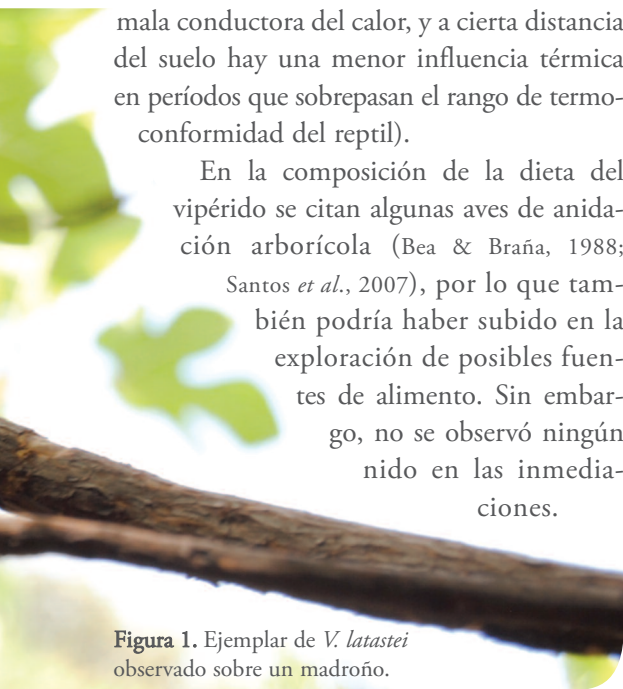 mala conductora del calor, y a cierta distancia
del suelo hay una menor influencia térmica
en períodos que sobrepasan el rango de termo-
conformidad del reptil).
En la composición de la dieta del
vipérido se citan algunas aves de anida-
ción arborícola (Bea & Braña, 1988;
Santos et al., 2007), por lo que tam-
bién podría haber subido en la
exploración de posibles fuen-
tes de alimento. Sin embar-
go, no se observó ningún
nido en las inmedia-
ciones.
Figura 1. Ejemplar de V. latastei
observado sobre un madroño.